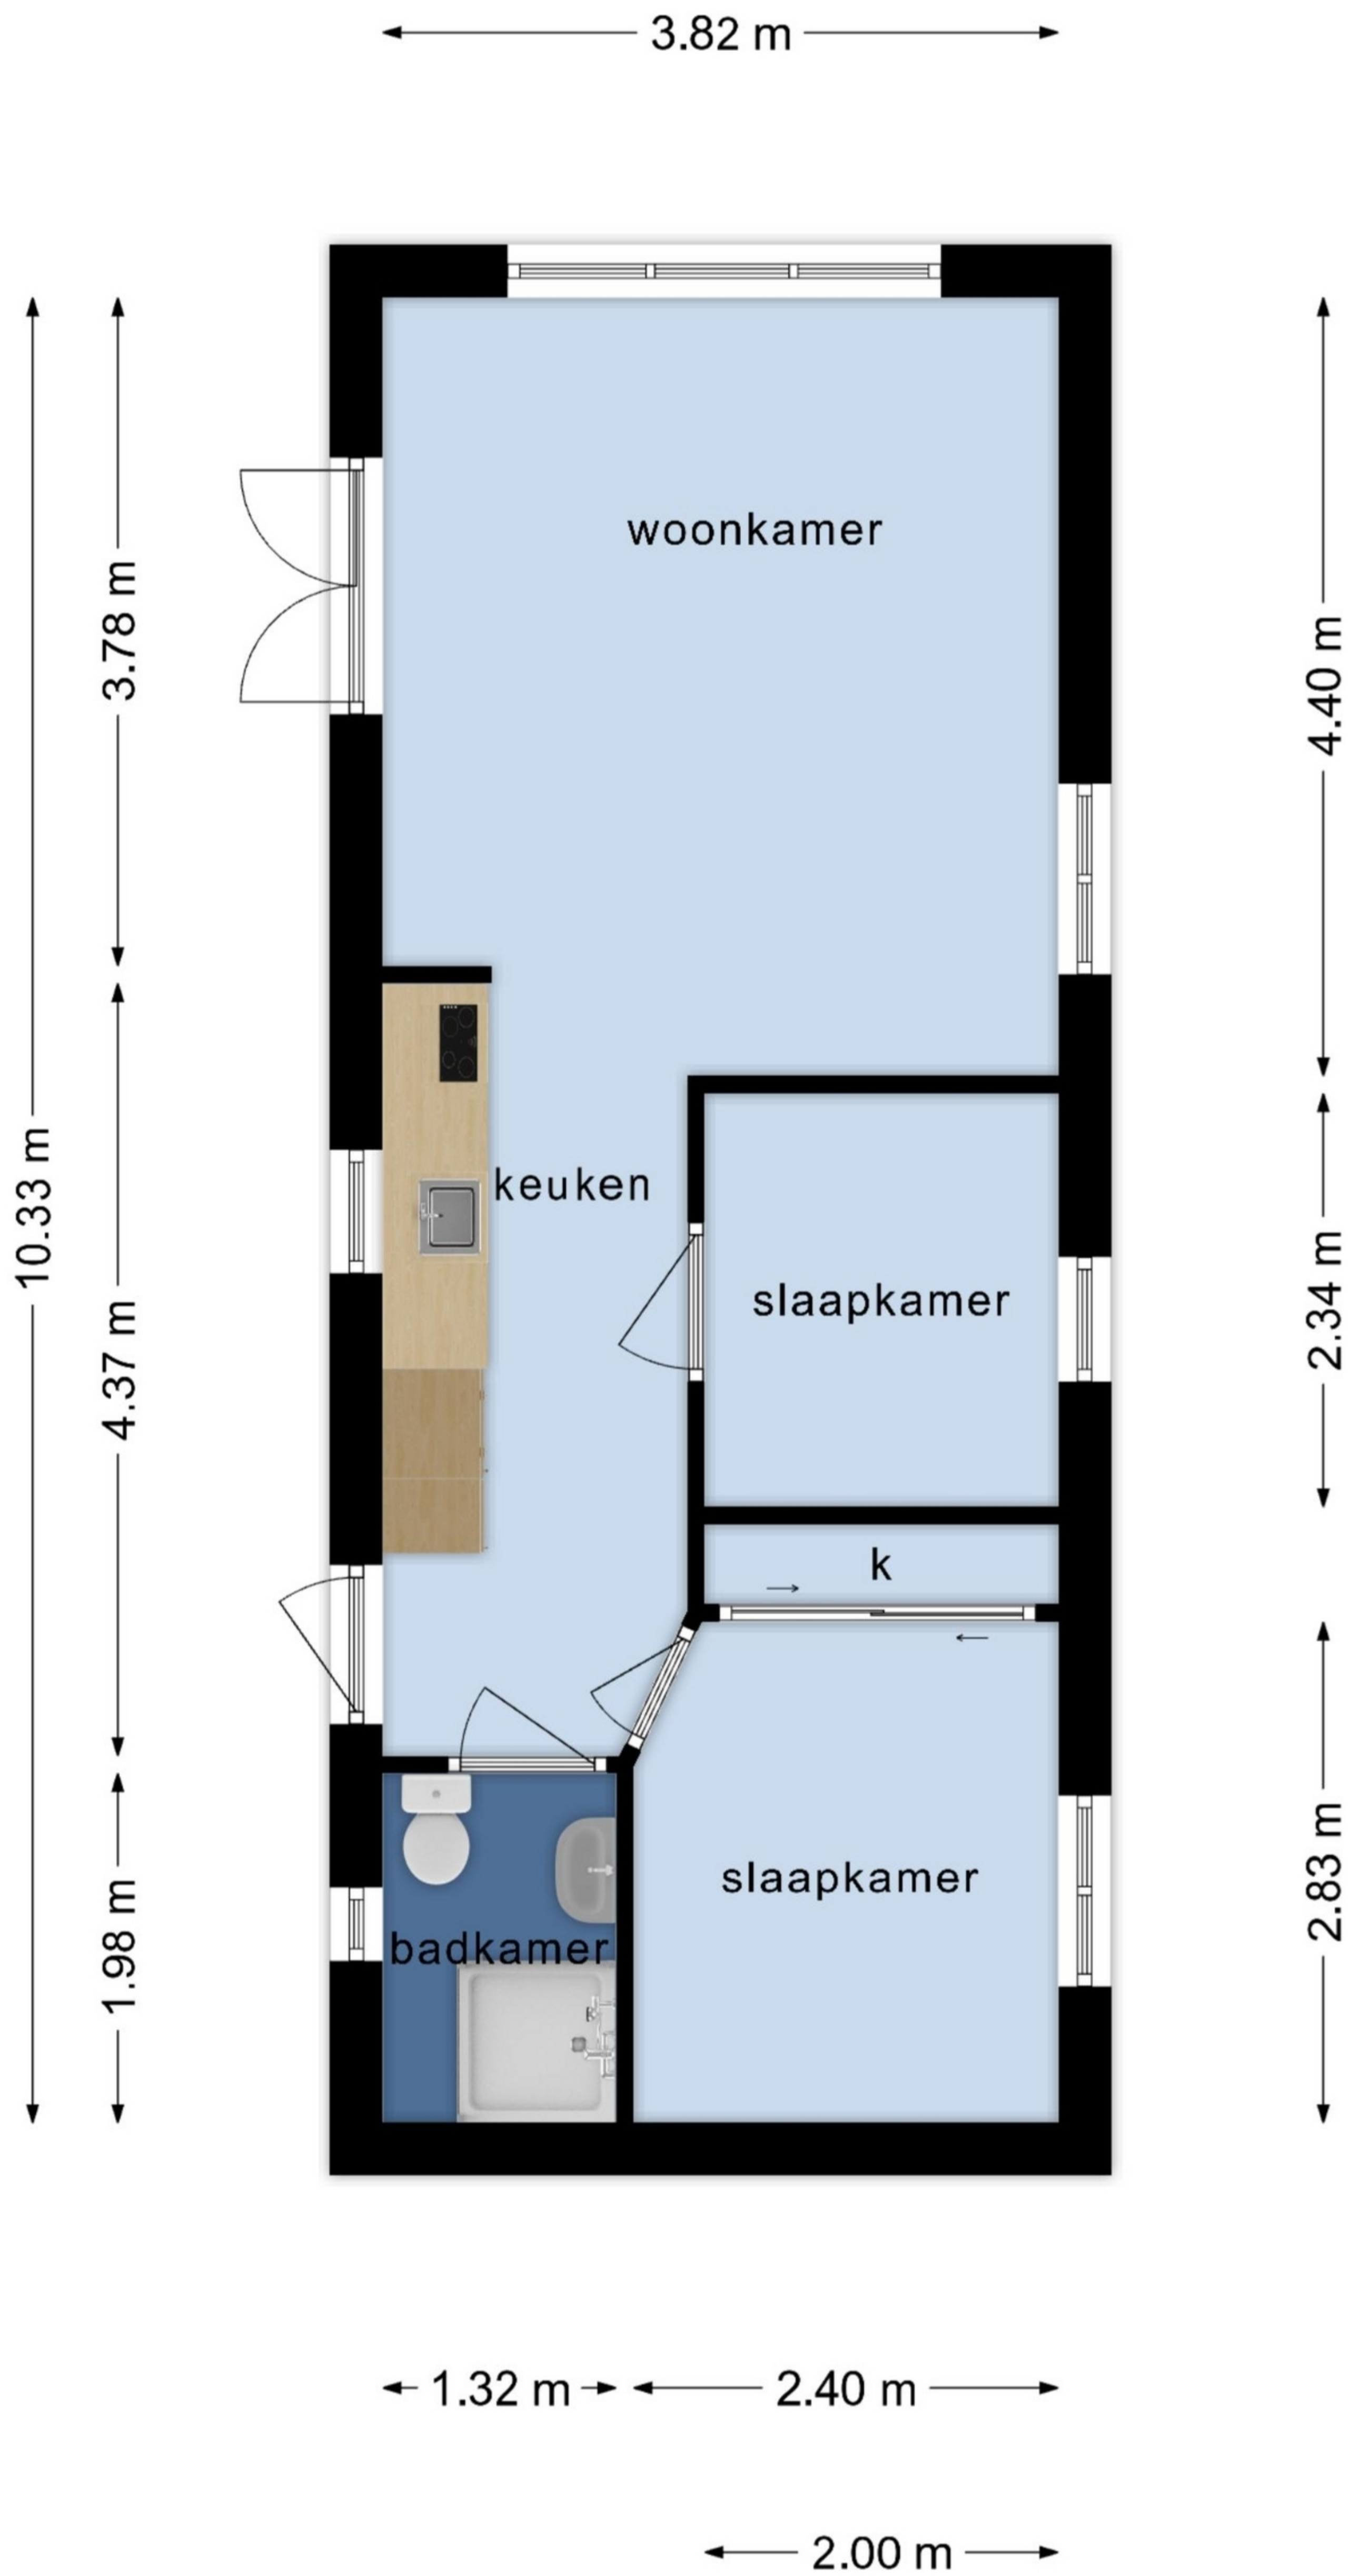 3.82 m
woonkamer
3.78 m
4.40 m
10.33 m
keuken
4.37 m
slaapkamer
2.34 m
k
slaapkamer
2.83 m
badkamer
1.98 m
1.32 m
2.40 m
2.00 m